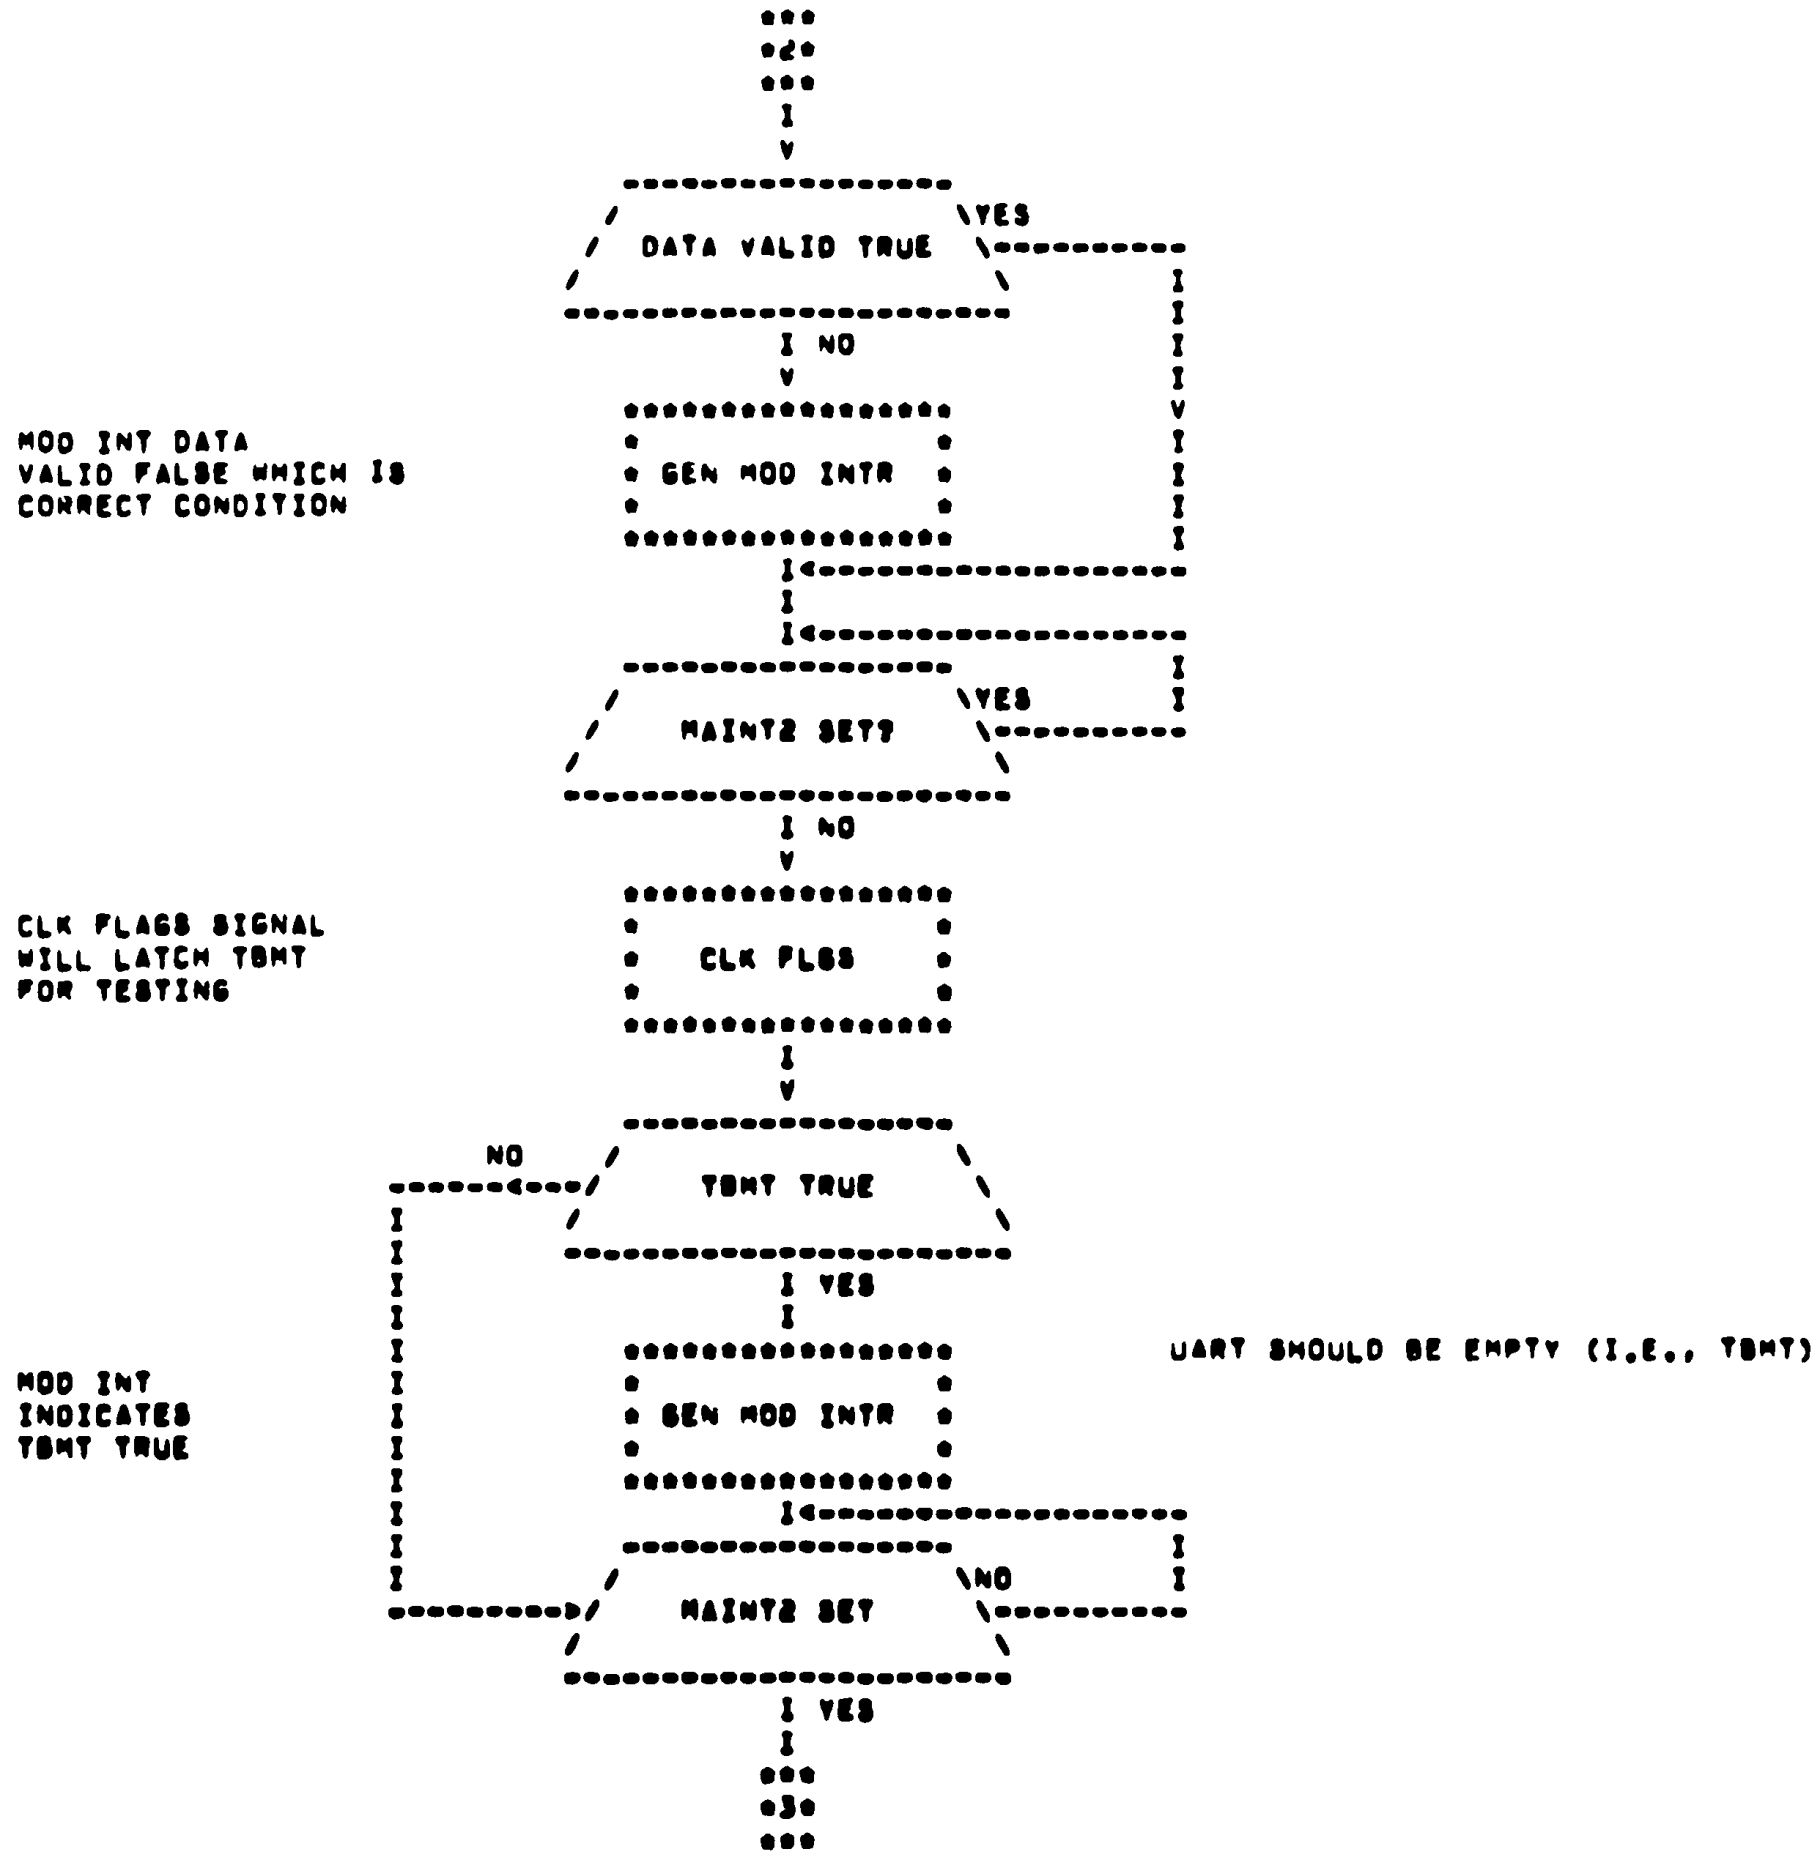 2
YES
DATA VALID TRUE
NO
MOD INT DATA
VALID FALSE WHICH IS
CORRECT CONDITION
GEN MOD INTR
YES
MAINT2 SET?
NO
CLK FLAGS SIGNAL
WILL LATCH TBMT
FOR TESTING
CLK FLGS
NO
TBMT TRUE
YES
UART SHOULD BE EMPTY (I.E., TBMT)
MOD INT
INDICATES
TBMT TRUE
GEN MOD INTR
NO
MAINT2 SET
YES
3